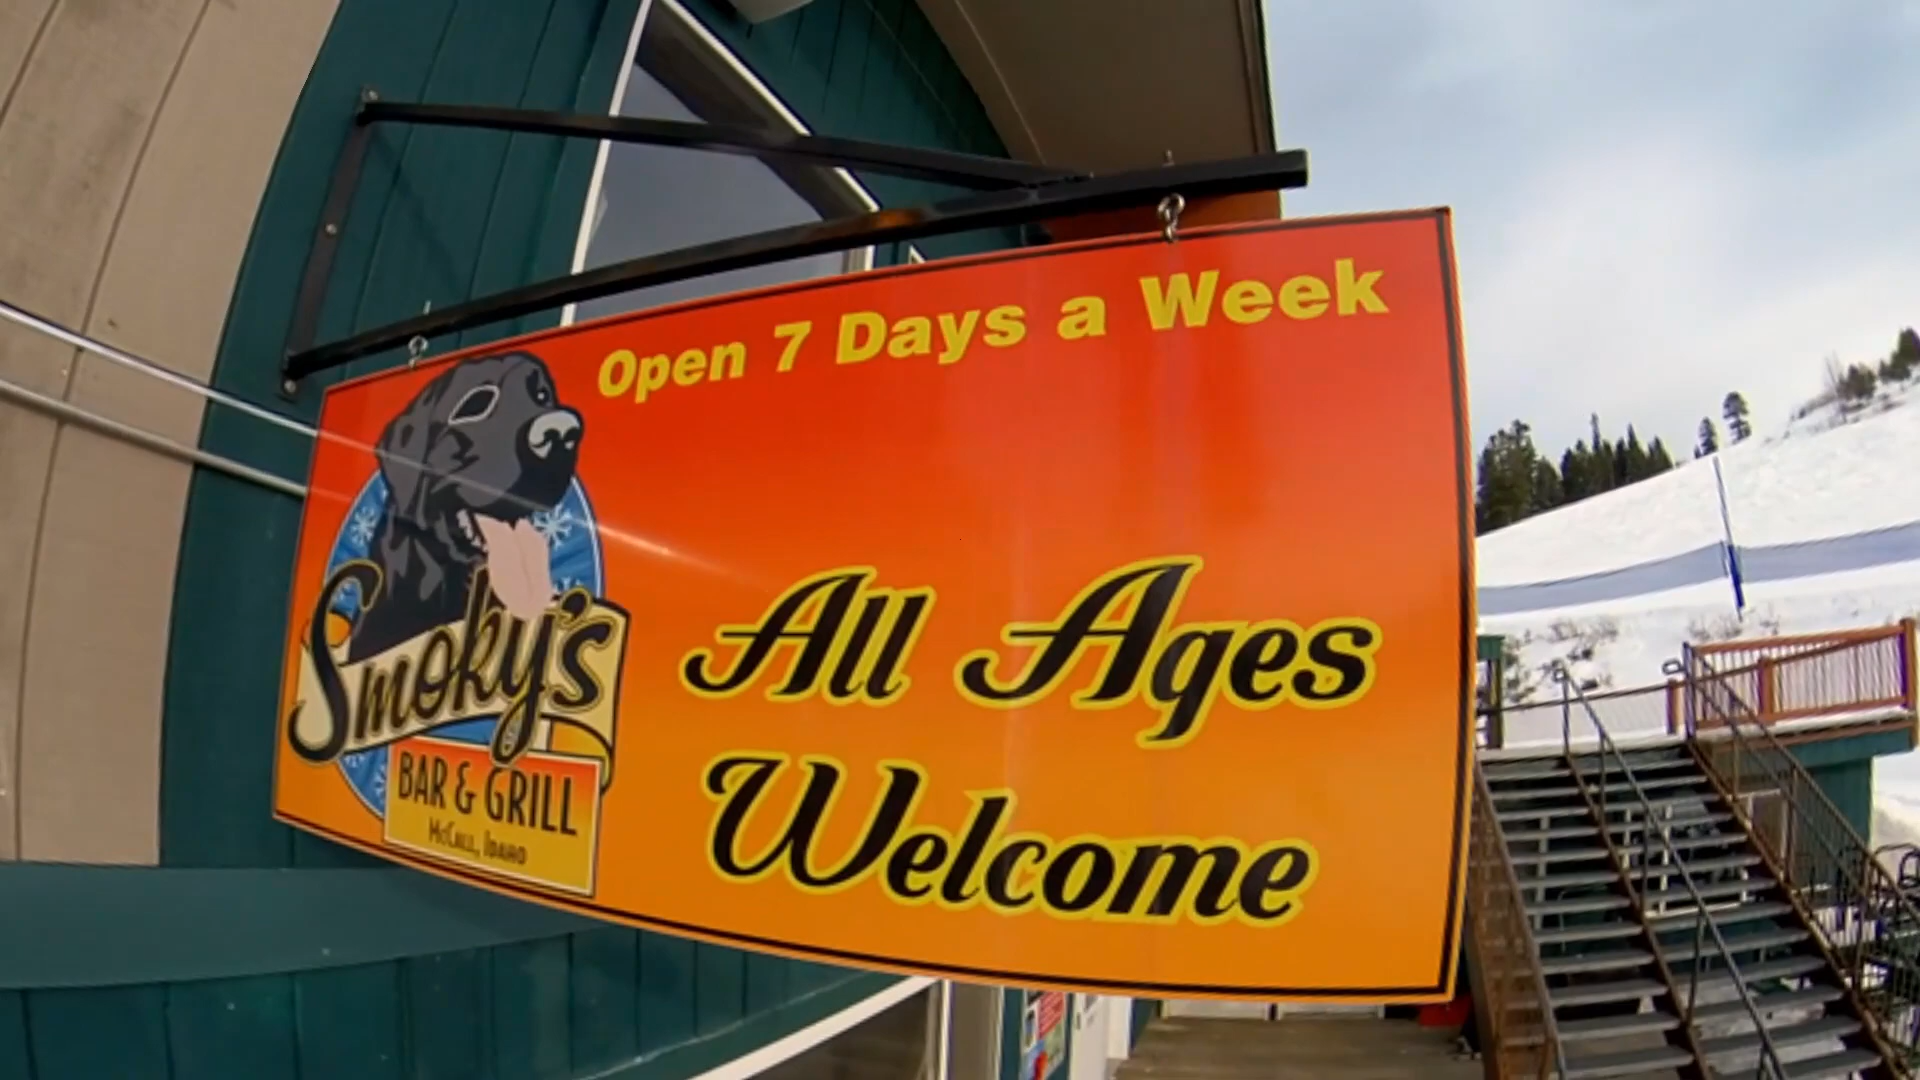 Open 7 Days a Week
Smoky's
BAR & GRILL
McCall, Idaho
All Ages
Welcome